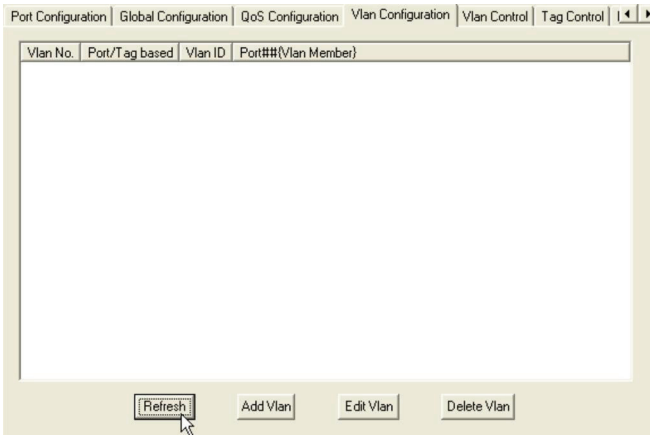 Port Configuration Global Configuration QoS Configuration Vlan Configuration Vlan Control Tag Control
Vlan No. Port/Tag based Vlan ID Port##{Vlan Member}
Refresh Add Vlan Edit Vlan Delete Vlan